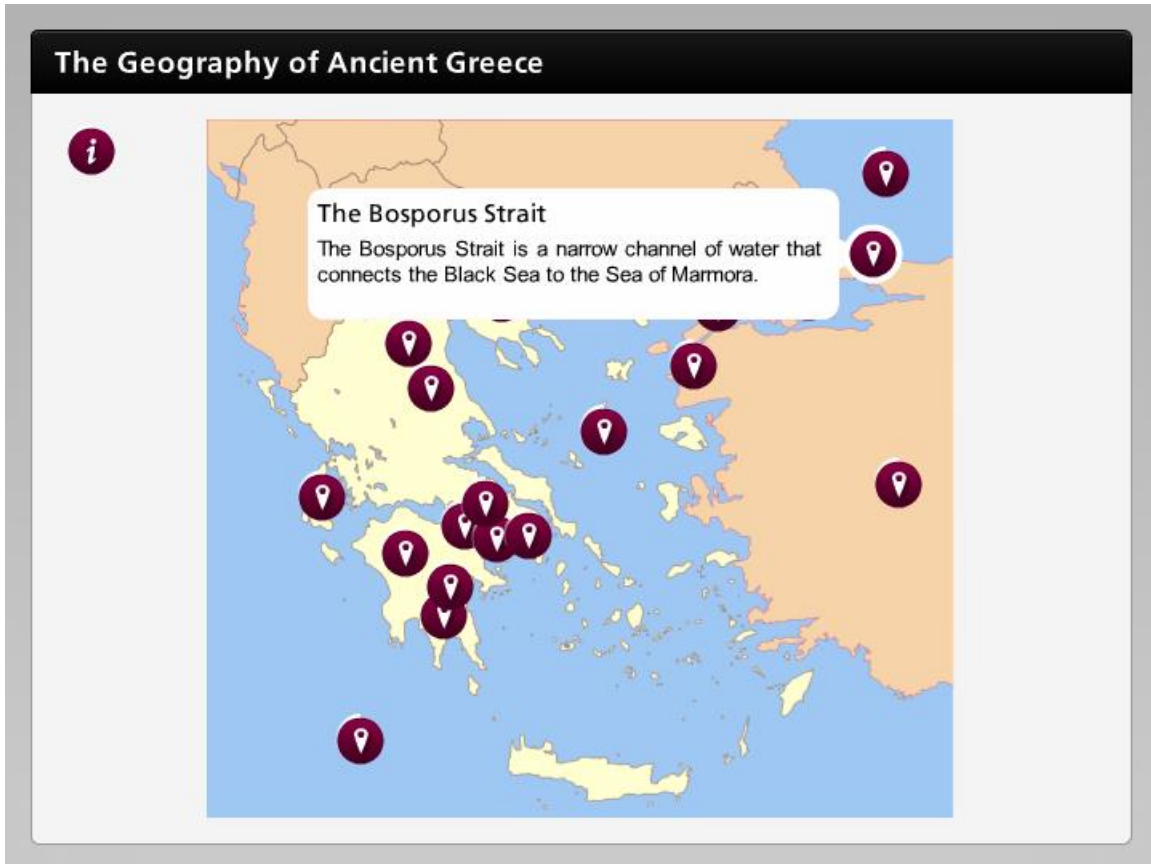 The Geography of Ancient Greece
i
The Bosporus Strait
The Bosporus Strait is a narrow channel of water that
connects the Black Sea to the Sea of Marmora.